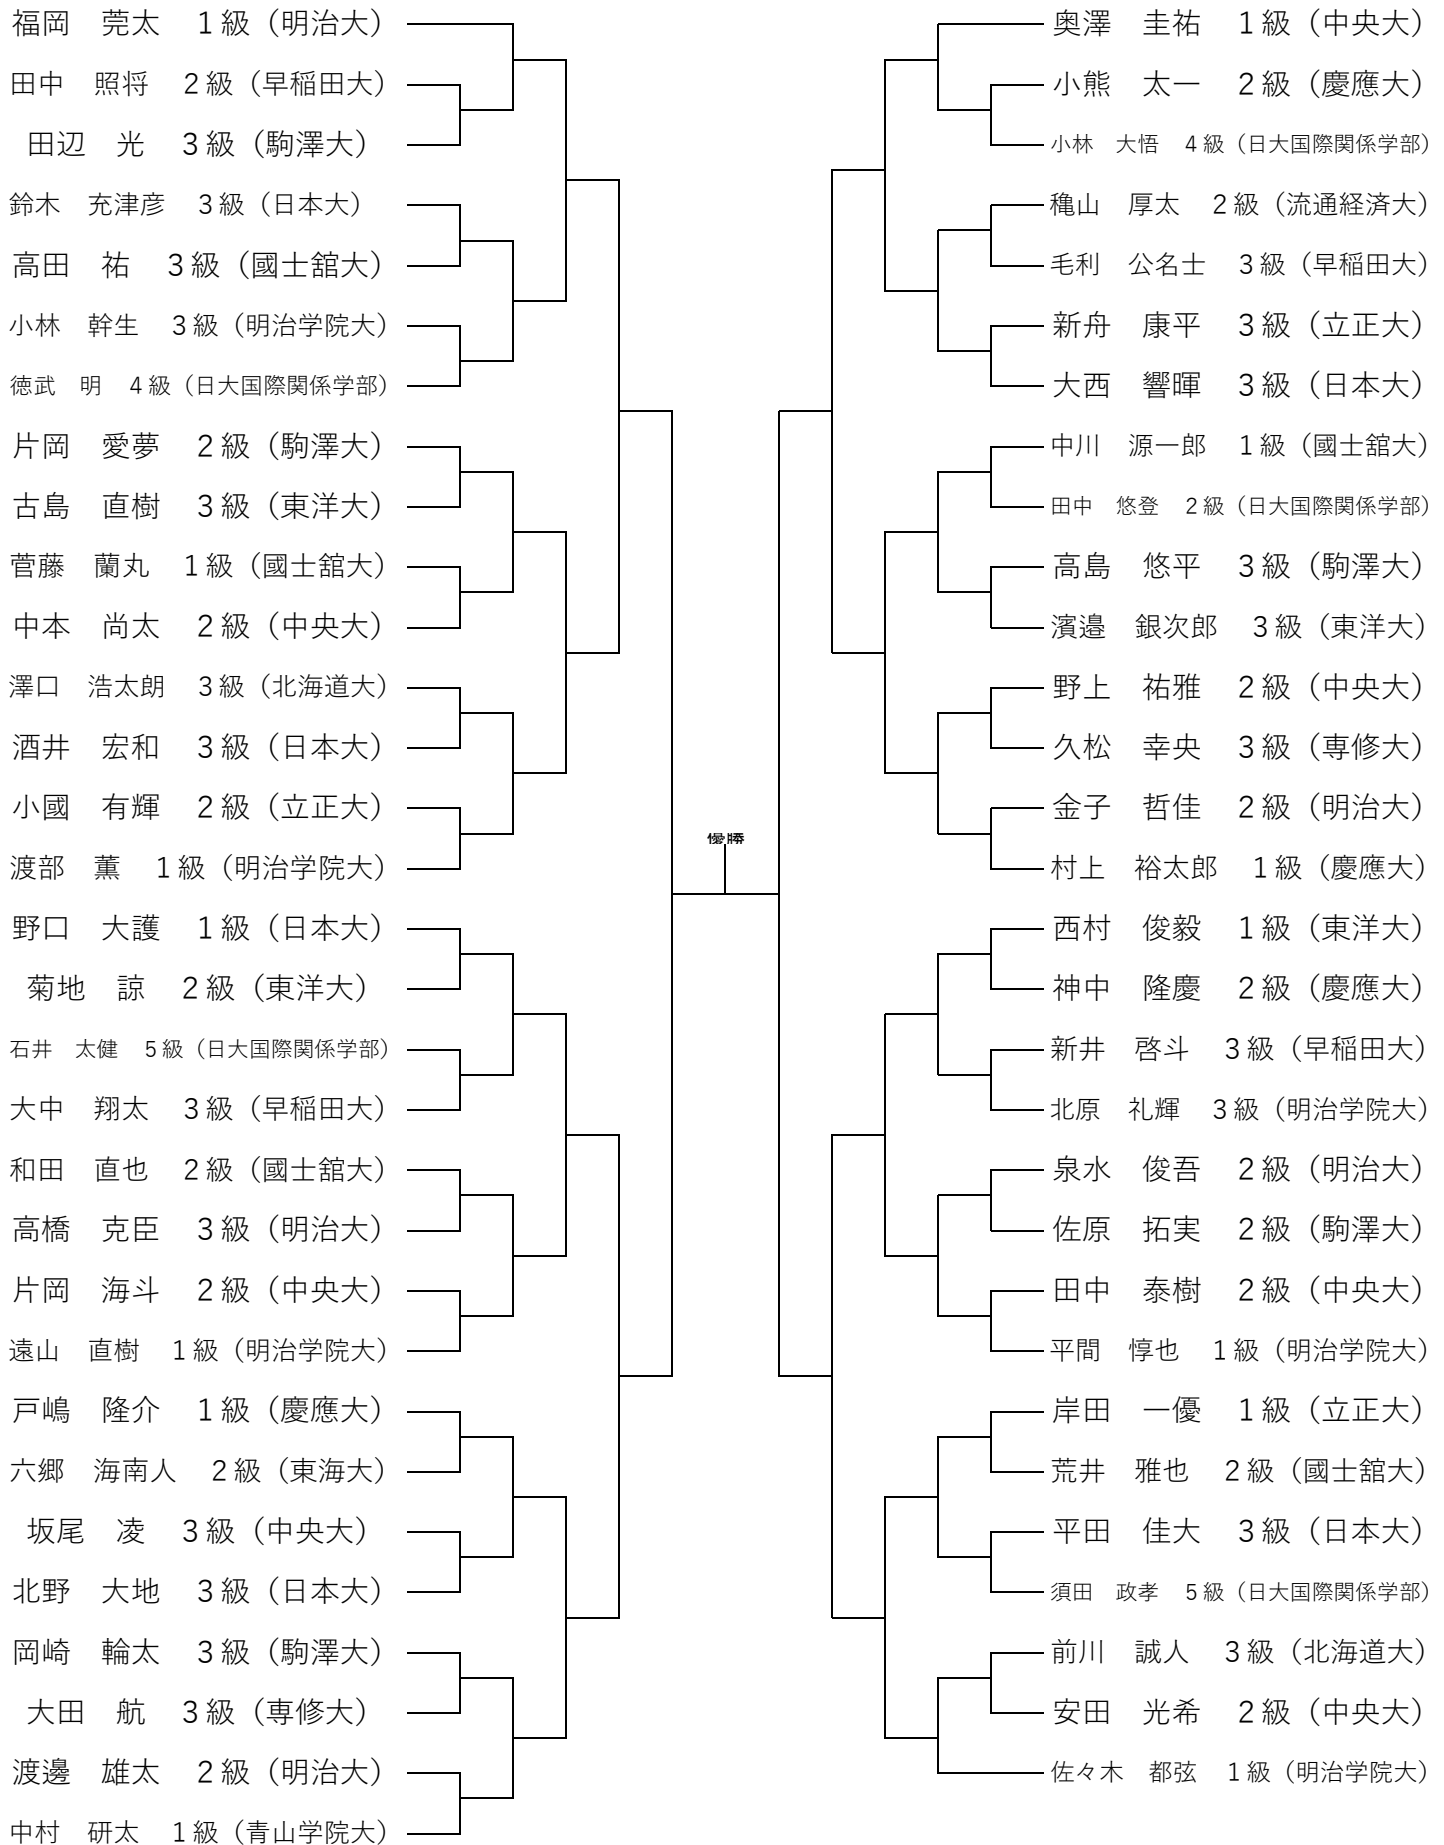 福岡　莞太　1級（明治大）
田中　照将　2級（早稲田大）
田辺　光　3級（駒澤大）
鈴木　充津彦　3級（日本大）
高田　祐　3級（國士舘大）
小林　幹生　3級（明治学院大）
徳武　明　4級（日大国際関係学部）
片岡　愛夢　2級（駒澤大）
古島　直樹　3級（東洋大）
菅藤　蘭丸　1級（國士舘大）
中本　尚太　2級（中央大）
澤口　浩太朗　3級（北海道大）
酒井　宏和　3級（日本大）
小國　有輝　2級（立正大）
渡部　薫　1級（明治学院大）
野口　大護　1級（日本大）
菊地　諒　2級（東洋大）
石井　太健　5級（日大国際関係学部）
大中　翔太　3級（早稲田大）
和田　直也　2級（國士舘大）
高橋　克臣　3級（明治大）
片岡　海斗　2級（中央大）
遠山　直樹　1級（明治学院大）
戸嶋　隆介　1級（慶應大）
六郷　海南人　2級（東海大）
坂尾　凌　3級（中央大）
北野　大地　3級（日本大）
岡崎　輪太　3級（駒澤大）
大田　航　3級（専修大）
渡邊　雄太　2級（明治大）
中村　研太　1級（青山学院大）
優勝
奥澤　圭祐　1級（中央大）
小熊　太一　2級（慶應大）
小林　大悟　4級（日大国際関係学部）
穐山　厚太　2級（流通経済大）
毛利　公名士　3級（早稲田大）
新舟　康平　3級（立正大）
大西　響暉　3級（日本大）
中川　源一郎　1級（國士舘大）
田中　悠登　2級（日大国際関係学部）
高島　悠平　3級（駒澤大）
濱邉　銀次郎　3級（東洋大）
野上　祐雅　2級（中央大）
久松　幸央　3級（専修大）
金子　哲佳　2級（明治大）
村上　裕太郎　1級（慶應大）
西村　俊毅　1級（東洋大）
神中　隆慶　2級（慶應大）
新井　啓斗　3級（早稲田大）
北原　礼輝　3級（明治学院大）
泉水　俊吾　2級（明治大）
佐原　拓実　2級（駒澤大）
田中　泰樹　2級（中央大）
平間　惇也　1級（明治学院大）
岸田　一優　1級（立正大）
荒井　雅也　2級（國士舘大）
平田　佳大　3級（日本大）
須田　政孝　5級（日大国際関係学部）
前川　誠人　3級（北海道大）
安田　光希　2級（中央大）
佐々木　都弦　1級（明治学院大）